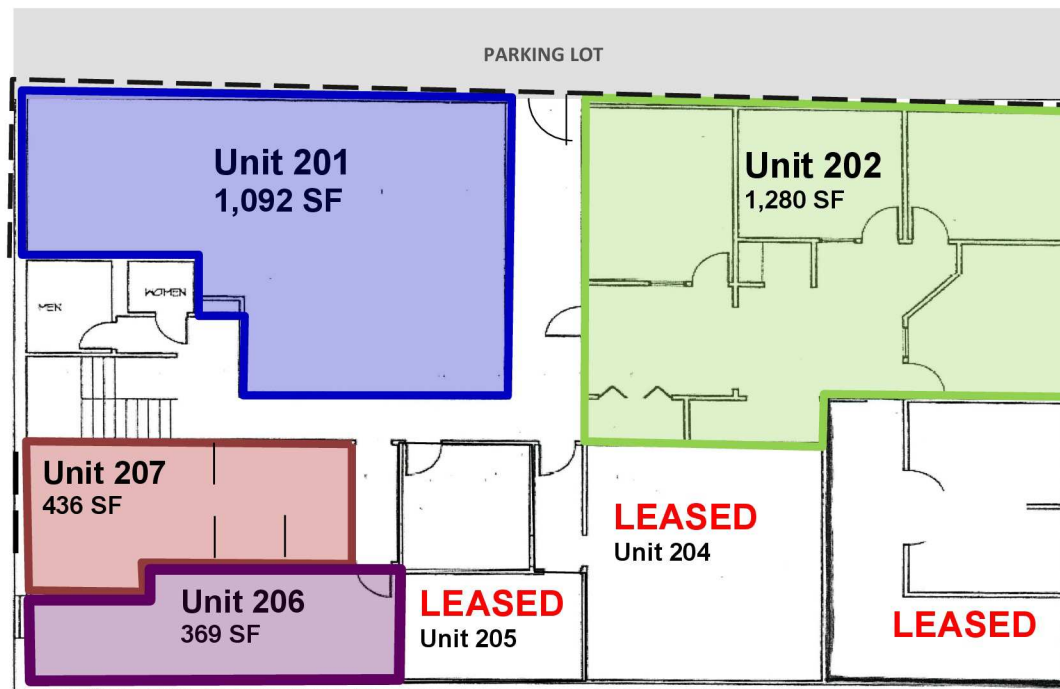 PARKING LOT
Unit 201
1,092 SF
Unit 202
1,280 SF
MEN
WOMEN
Unit 207
436 SF
LEASED
Unit 204
Unit 206
369 SF
LEASED
Unit 205
LEASED